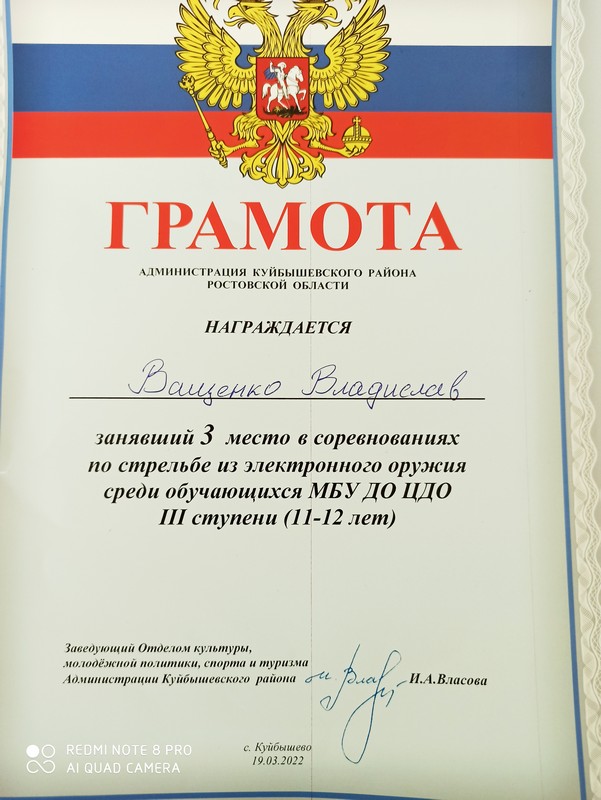 ГРАМОТА
АДМИНИСТРАЦИЯ КУЙБЫШЕВСКОГО РАЙОНА
РОСТОВСКОЙ ОБЛАСТИ
НАГРАЖДАЕТСЯ
Ващенко Владислав
занявший 3 место в соревнованиях
по стрельбе из электронного оружия
среди обучающихся МБУ ДО ЦДО
III ступени (11-12 лет)
Заведующий Отделом культуры,
молодёжной политики, спорта и туризма
Администрации Куйбышевского района И.А.Власова
с. Куйбышево
19.03.2022
REDMI NOTE 8 PRO
AI QUAD CAMERA